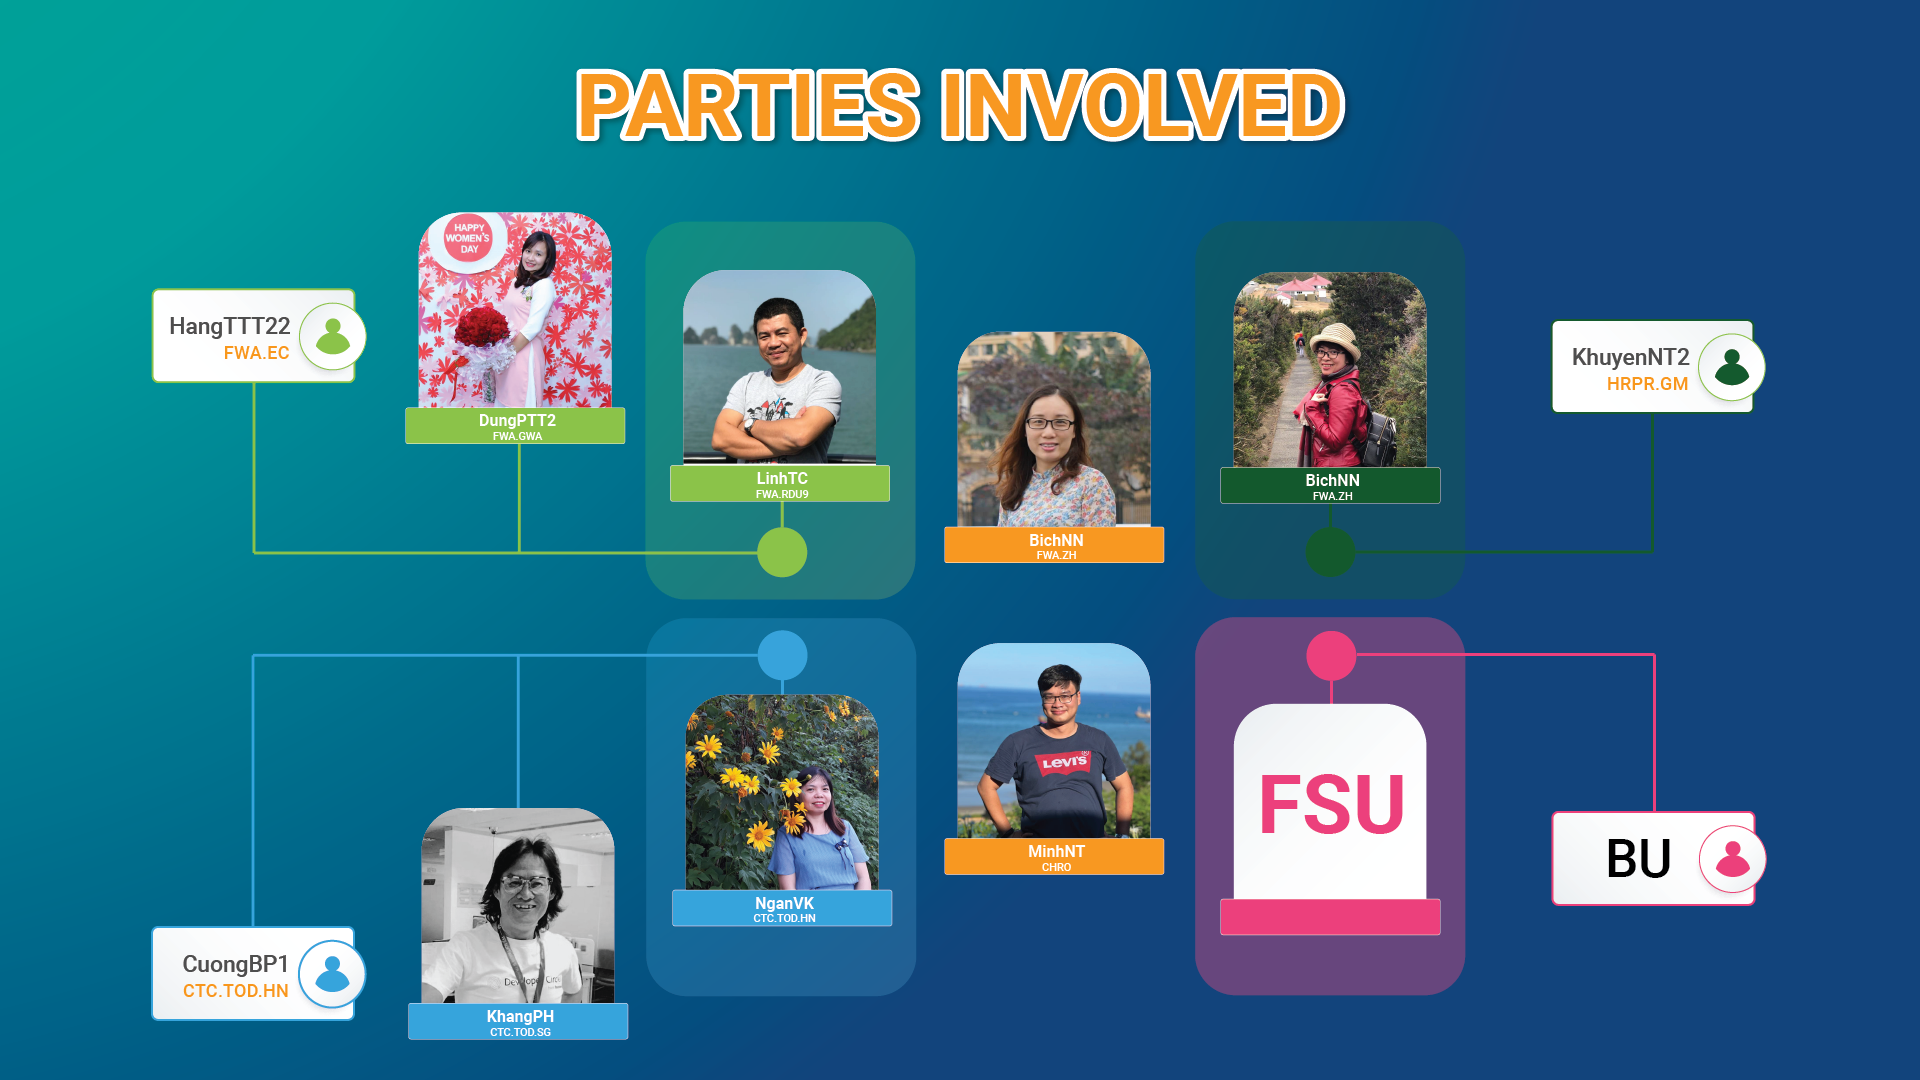 PARTIES INVOLVED
HAPPY
WOMEN'S
DAY
HangTTT22
FWA.EC
DungPTT2
FWA.GWA
LinhTC
FWA.RDU9
BichNN
FWA.ZH
BichNN
FWA.ZH
KhuyenNT2
HRPR.GM
CuongBP1
CTC.TOD.HN
Developer Circ
KhangPH
CTC.TOD.SG
NganVK
CTC.TOD.HN
LEVI'S
MinhNT
CHRO
FSU
BU